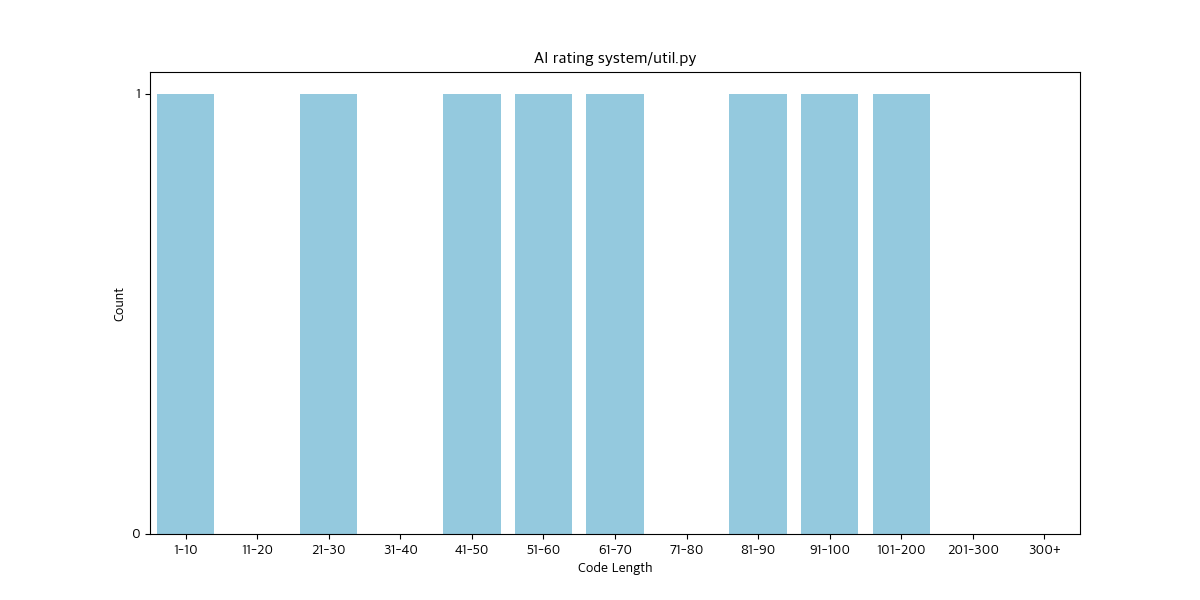 AI rating system/util.py
1
Count
0
1-10 11-20 21-30 31-40 41-50 51-60 61-70 71-80 81-90 91-100 101-200 201-300 300+
Code Length